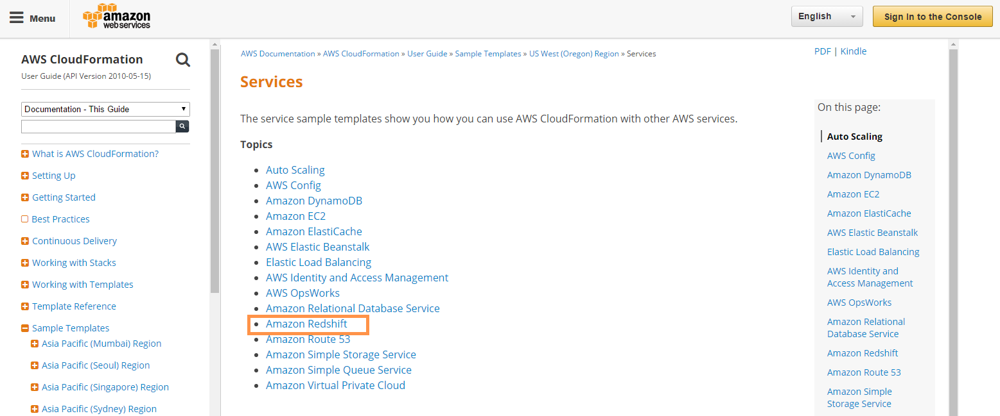 Menu
amazon
web services
English
Sign In to the Console
AWS CloudFormation
User Guide (API Version 2010-05-15)
Documentation - This Guide
What is AWS CloudFormation?
Setting Up
Getting Started
Best Practices
Continuous Delivery
Working with Stacks
Working with Templates
Template Reference
Sample Templates
Asia Pacific (Mumbai) Region
Asia Pacific (Seoul) Region
Asia Pacific (Singapore) Region
Asia Pacific (Sydney) Region
AWS Documentation » AWS CloudFormation » User Guide » Sample Templates » US West (Oregon) Region » Services
Services
The service sample templates show you how you can use AWS CloudFormation with other AWS services.
Topics
Auto Scaling
AWS Config
Amazon DynamoDB
Amazon EC2
Amazon ElastiCache
AWS Elastic Beanstalk
Elastic Load Balancing
AWS Identity and Access Management
AWS OpsWorks
Amazon Relational Database Service
Amazon Redshift
Amazon Route 53
Amazon Simple Storage Service
Amazon Simple Queue Service
Amazon Virtual Private Cloud
PDF | Kindle
On this page:
Auto Scaling
AWS Config
Amazon DynamoDB
Amazon EC2
Amazon ElastiCache
AWS Elastic Beanstalk
Elastic Load Balancing
AWS Identity and
Access Management
AWS OpsWorks
Amazon Relational
Database Service
Amazon Redshift
Amazon Route 53
Amazon Simple
Storage Service